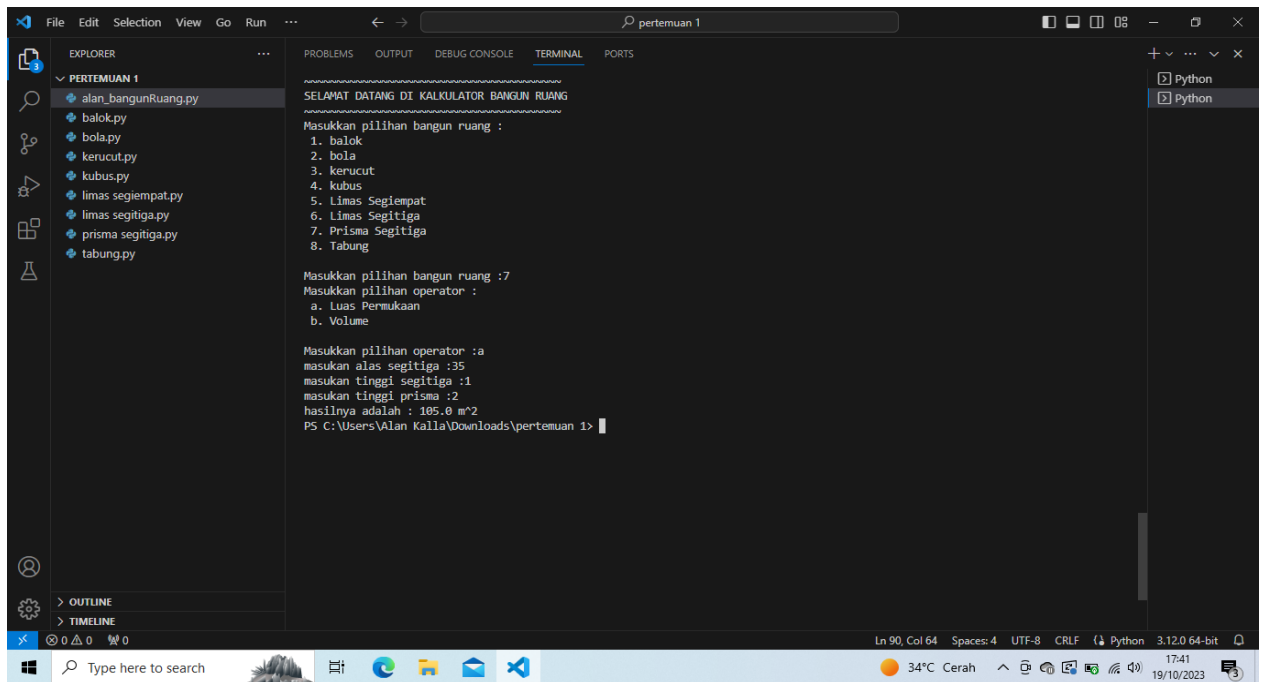 File Edit Selection View Go Run ··· pertemuan 1
EXPLORER ···
PERTEMUAN 1
alan_bangunRuang.py
balok.py
bola.py
kerucut.py
kubus.py
limas segiempat.py
limas segitiga.py
prisma segitiga.py
tabung.py
OUTLINE
TIMELINE
PROBLEMS OUTPUT DEBUG CONSOLE TERMINAL PORTS
~~~~~~~~~~~~~~~~~~~~~~~~~~~~~~~~~~~~~~~~~
SELAMAT DATANG DI KALKULATOR BANGUN RUANG
~~~~~~~~~~~~~~~~~~~~~~~~~~~~~~~~~~~~~~~~~
Masukkan pilihan bangun ruang :
1. balok
2. bola
3. kerucut
4. kubus
5. Limas Segiempat
6. Limas Segitiga
7. Prisma Segitiga
8. Tabung
Masukkan pilihan bangun ruang :7
Masukkan pilihan operator :
a. Luas Permukaan
b. Volume
Masukkan pilihan operator :a
masukan alas segitiga :35
masukan tinggi segitiga :1
masukan tinggi prisma :2
hasilnya adalah : 105.0 m^2
PS C:\Users\Alan Kalla\Downloads\pertemuan 1>
Python
Python
3
0 0 0 Ln 90, Col 64 Spaces: 4 UTF-8 CRLF Python 3.12.0 64-bit
Type here to search 34°C Cerah 17:41
19/10/2023 3